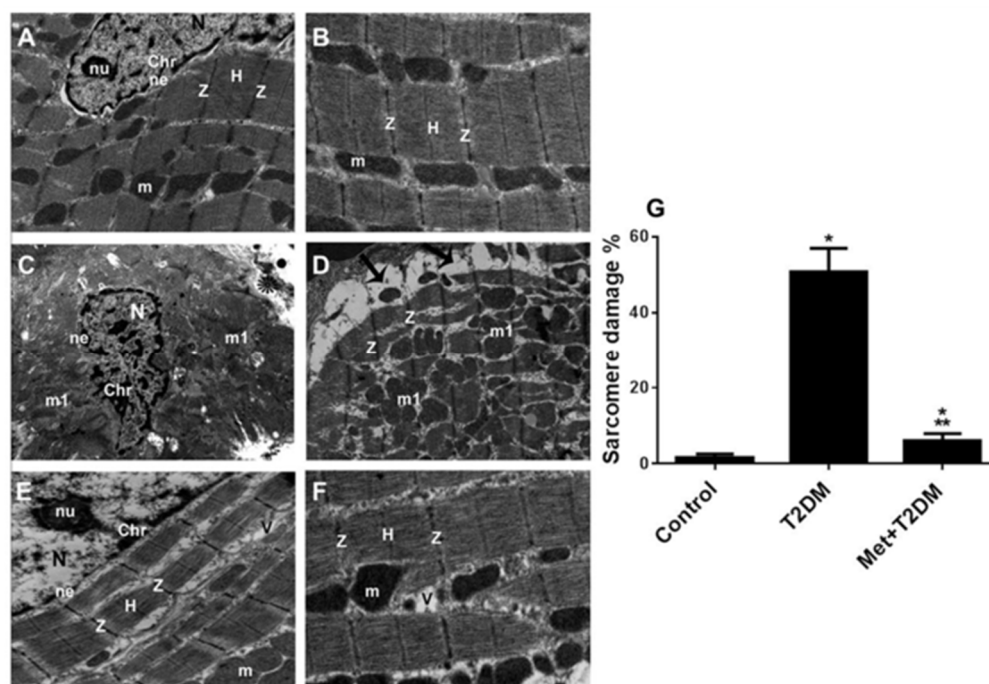 A
N
nu
Chr
ne
H
Z
Z
m
B
Z
H
Z
m
C
N
ne
m1
m1
Chr
D
Z
Z
m1
m1
E
nu
Chr
V
N
ne
Z
H
Z
m
F
Z
H
Z
m
V
G
Sarcomere damage %
60
40
20
0
*
*
**
Control
T2DM
Met+T2DM